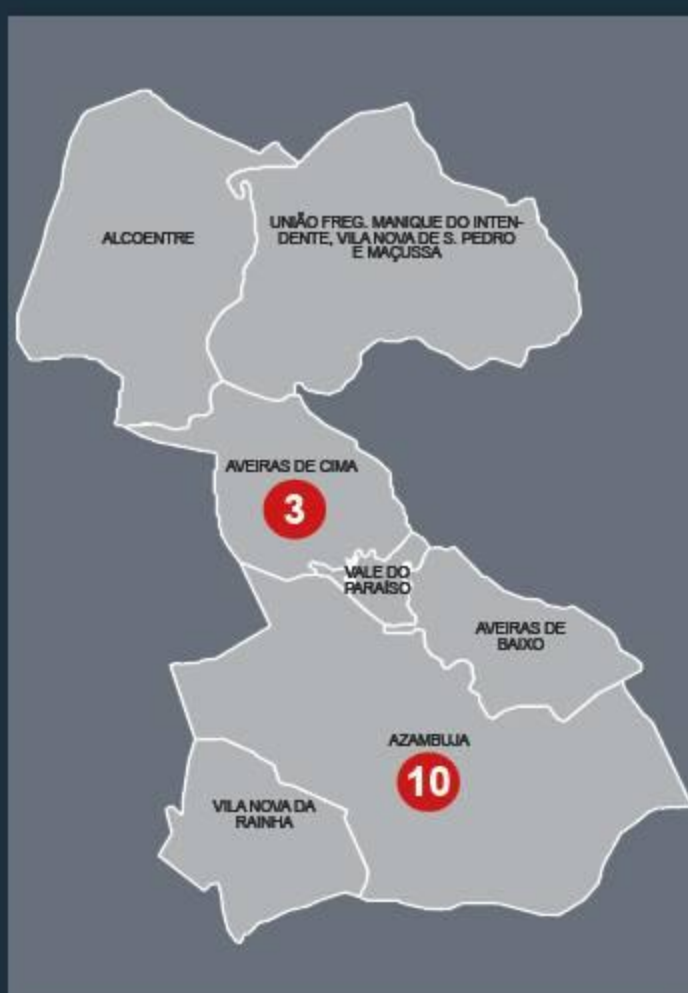 ALCOENTRE
UNIÃO FREG. MANIQUE DO INTEN-
DENTE, VILA NOVA DE S. PEDRO
E MAÇUSSA
AVEIRAS DE CIMA
3
VALE DO
PARAÍSO
AVEIRAS DE
BAIXO
AZAMBUJA
10
VILA NOVA DA
RAINHA